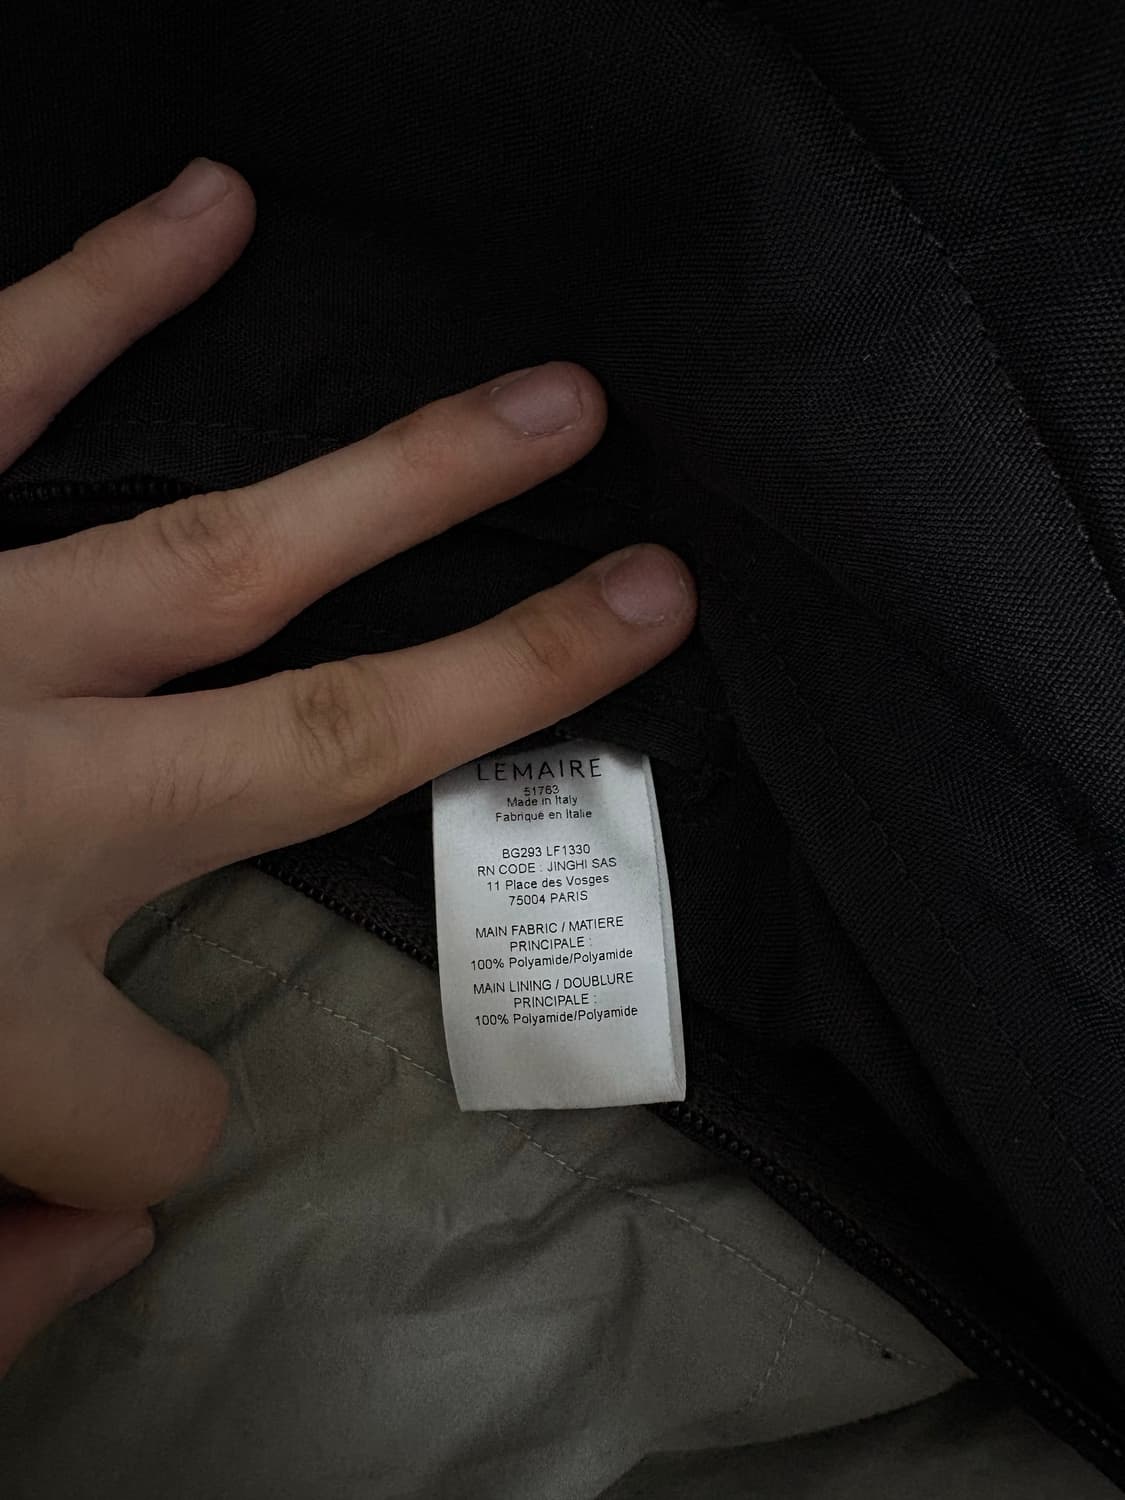 LEMAIRE
51763
Made in Italy
Fabriqué en Italie
BG293 LF1330
RN CODE : JINGHI SAS
11 Place des Vosges
75004 PARIS
MAIN FABRIC / MATIERE
PRINCIPALE :
100% Polyamide/Polyamide
MAIN LINING / DOUBLURE
PRINCIPALE :
100% Polyamide/Polyamide